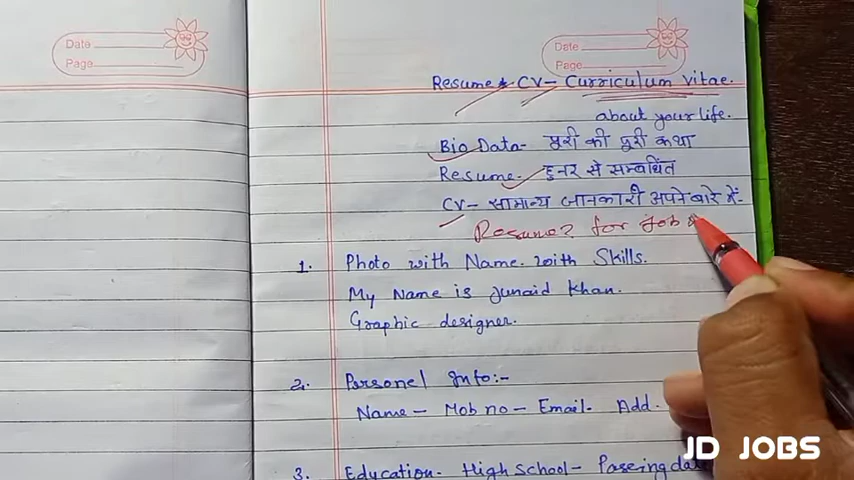 Date
Page
Date
Page
Resume & CV- Curriculum vitae.
about your life.
Bio Data- पुरी की पुरी कथा
Resume- हुनर से सम्बंधित
CV- सामान्य जानकारी अपने बारे में-
Resume? for Job
1. Photo with Name. with Skills.
My Name is Junaid Khan.
Graphic designer.
2. Personel Info:-
Name- Mob no- Email- Add.
3. Education- High School- Passing date
JD JOBS